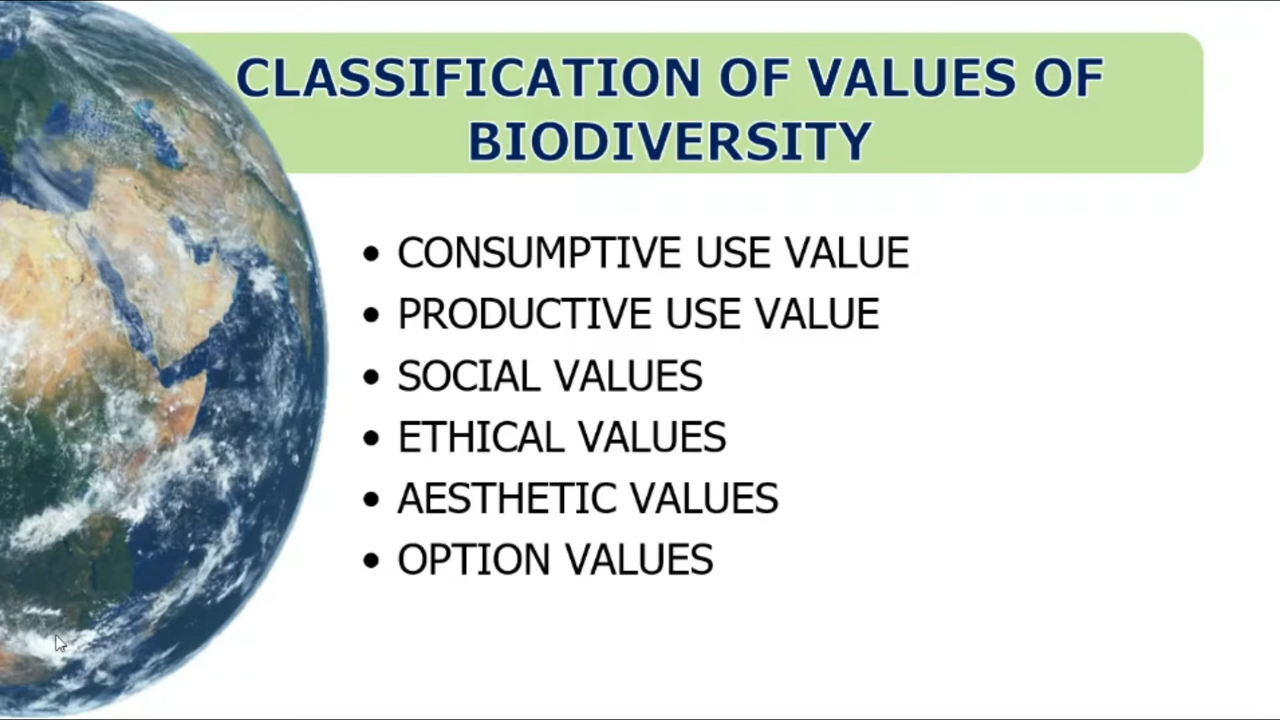 CLASSIFICATION OF VALUES OF
BIODIVERSITY
• CONSUMPTIVE USE VALUE
• PRODUCTIVE USE VALUE
• SOCIAL VALUES
• ETHICAL VALUES
• AESTHETIC VALUES
• OPTION VALUES